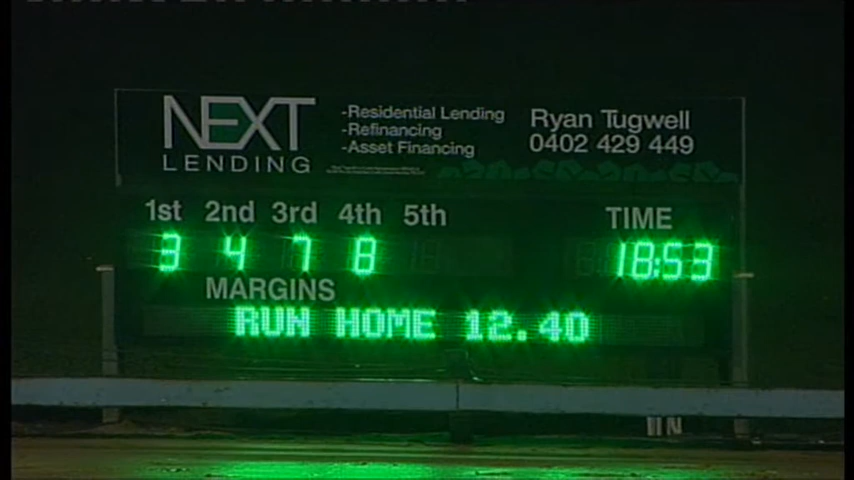 NEXT
LENDING
-Residential Lending
-Refinancing
-Asset Financing
Ryan Tugwell
0402 429 449
1st 2nd 3rd 4th 5th TIME
3 4 7 8 18:53
MARGINS
RUN HOME 12.40